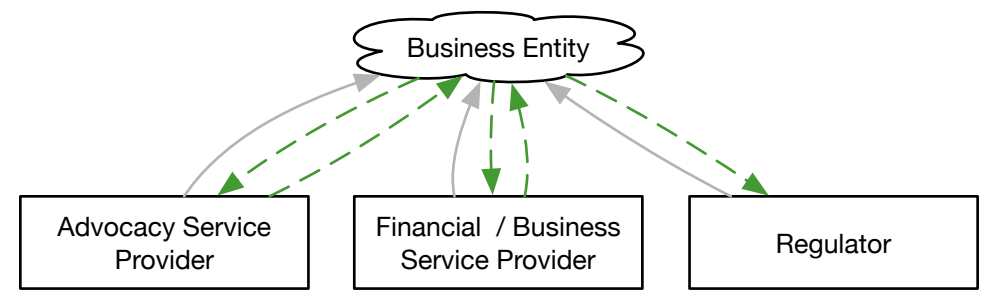 Business Entity
Advocacy Service
Provider
Financial / Business
Service Provider
Regulator